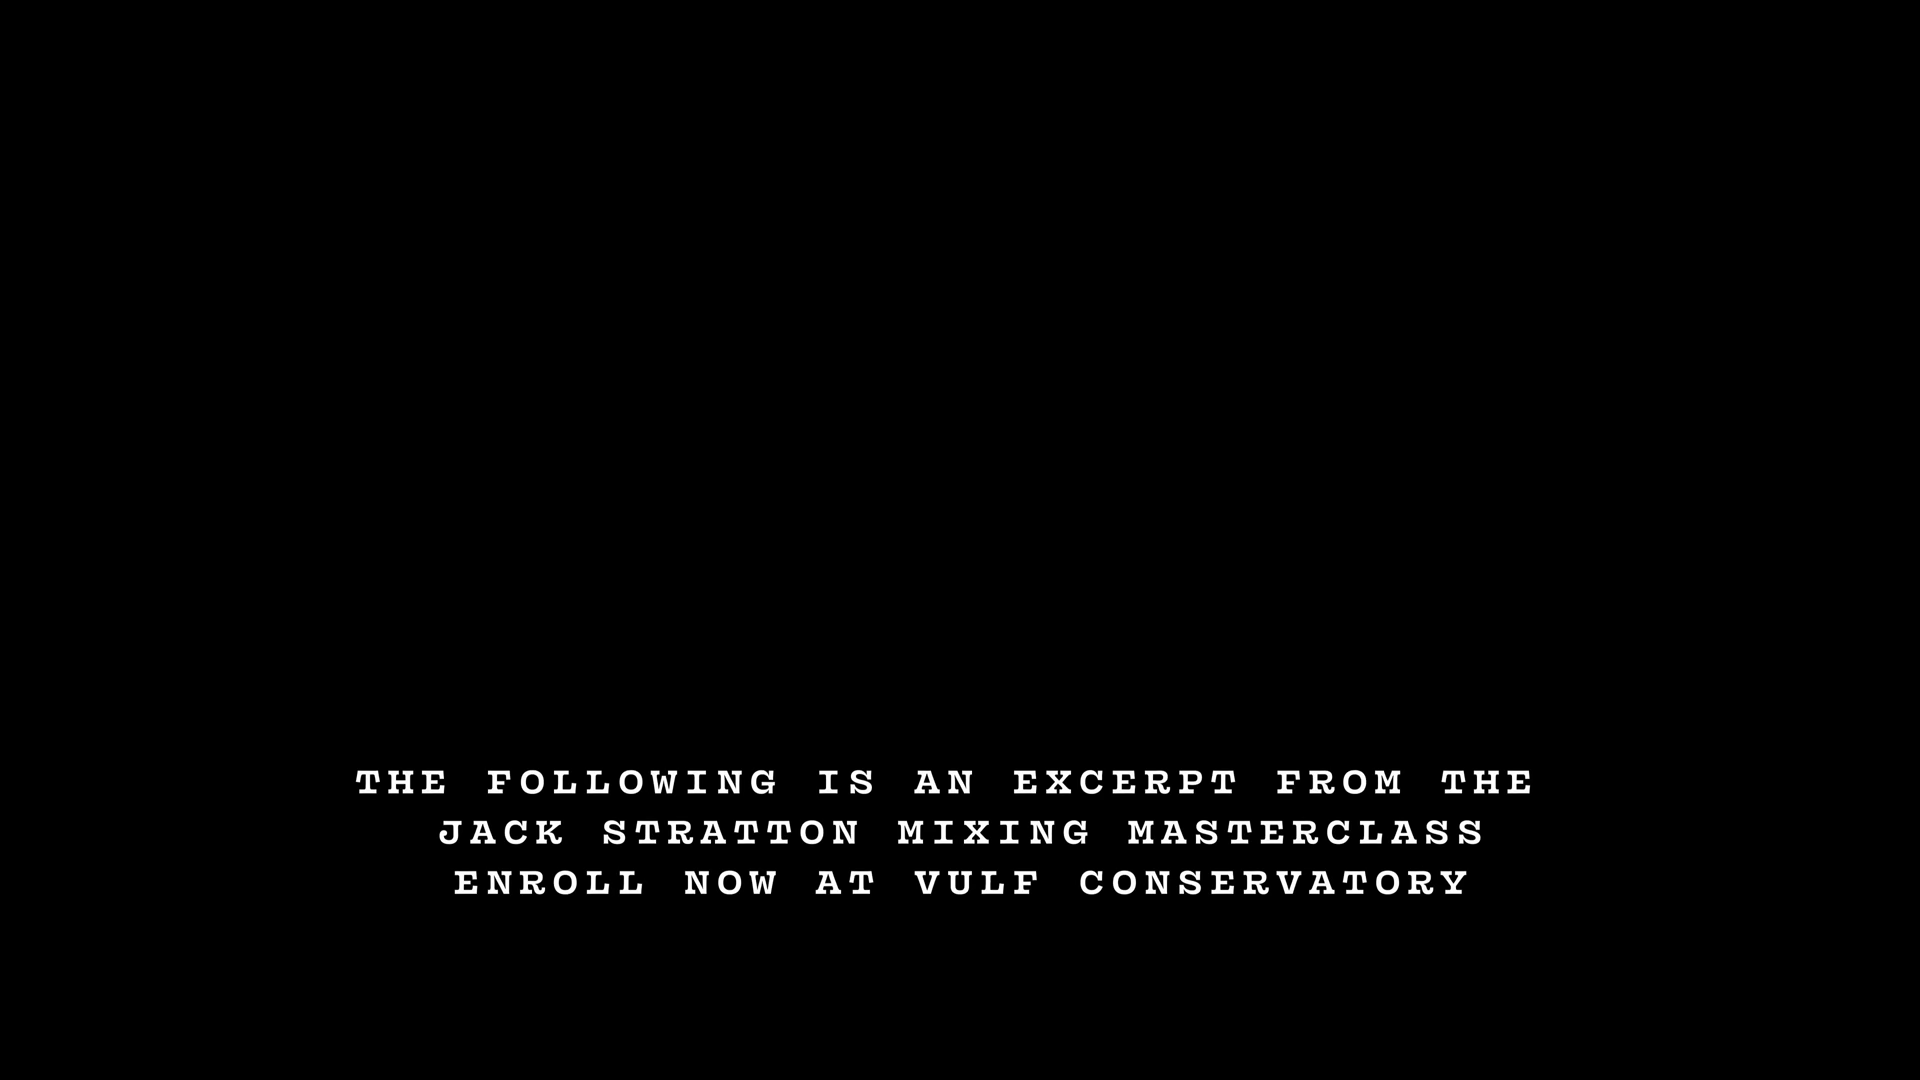 THE FOLLOWING IS AN EXCERPT FROM THE
JACK STRATTON MIXING MASTERCLASS
ENROLL NOW AT VULF CONSERVATORY